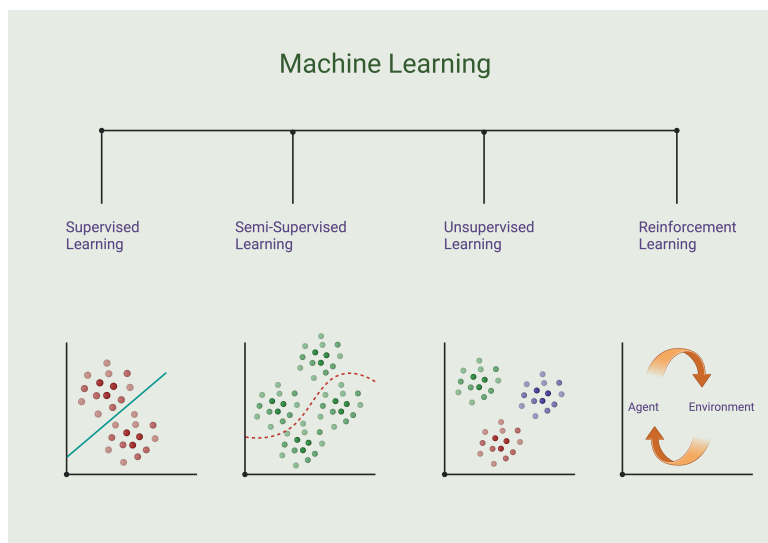 Machine Learning
Supervised
Learning
Semi-Supervised
Learning
Unsupervised
Learning
Reinforcement
Learning
Agent
Environment